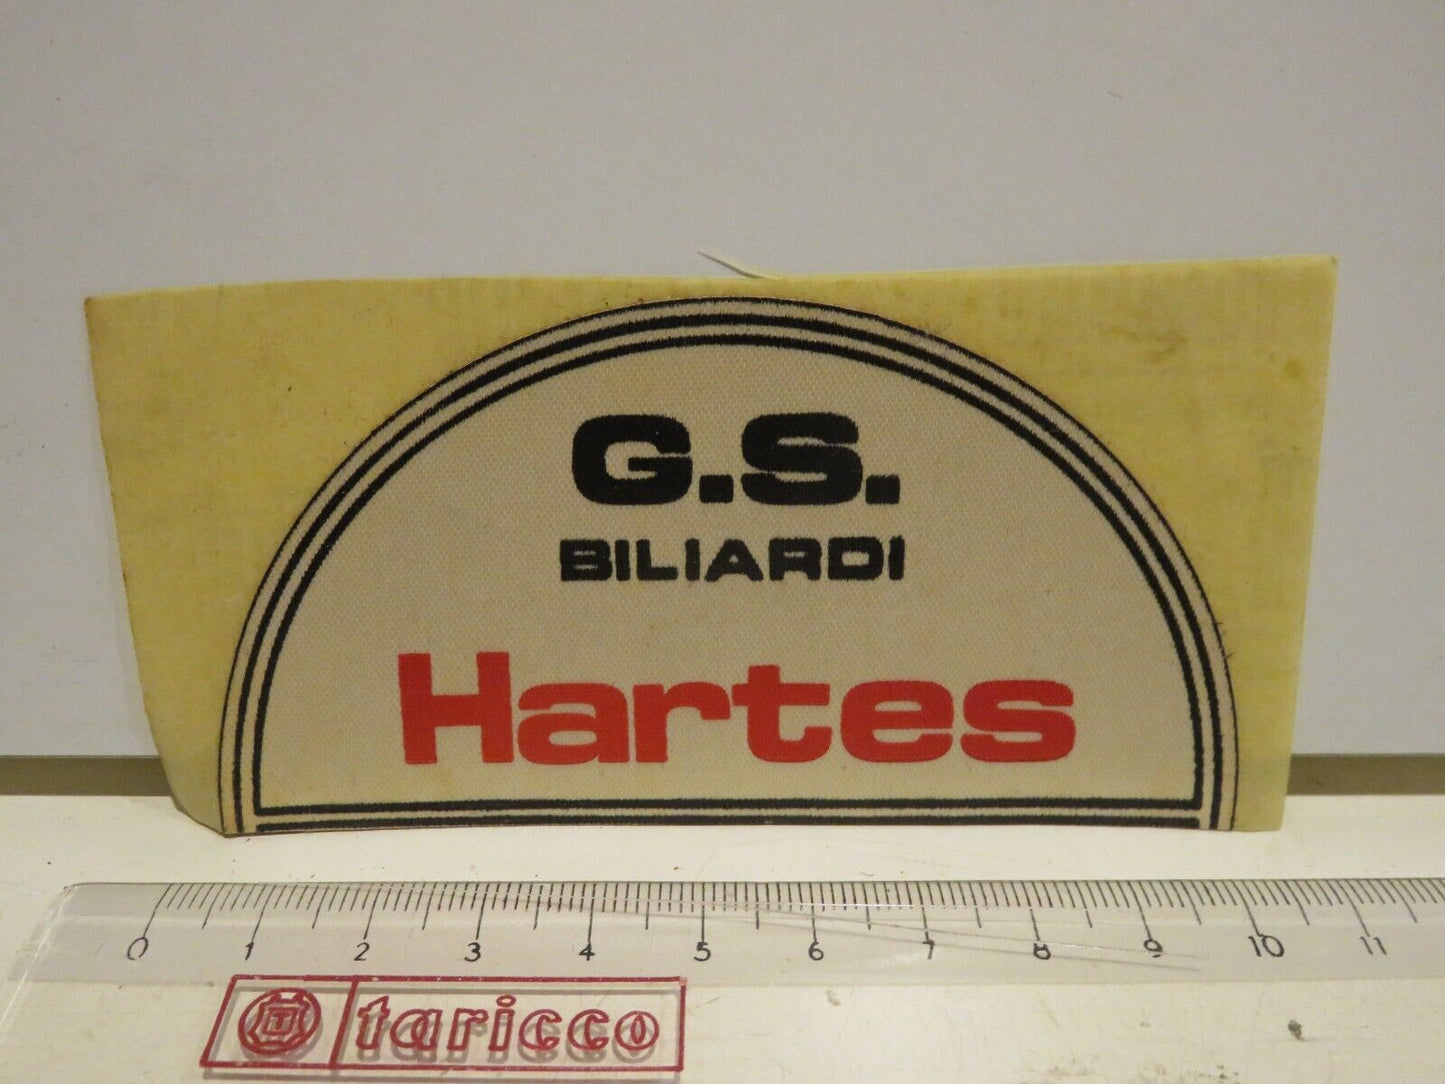 G.S.
BILIARDI
Hartes
0 1 2 3 4 5 6 7 8 9 10 11
taricco